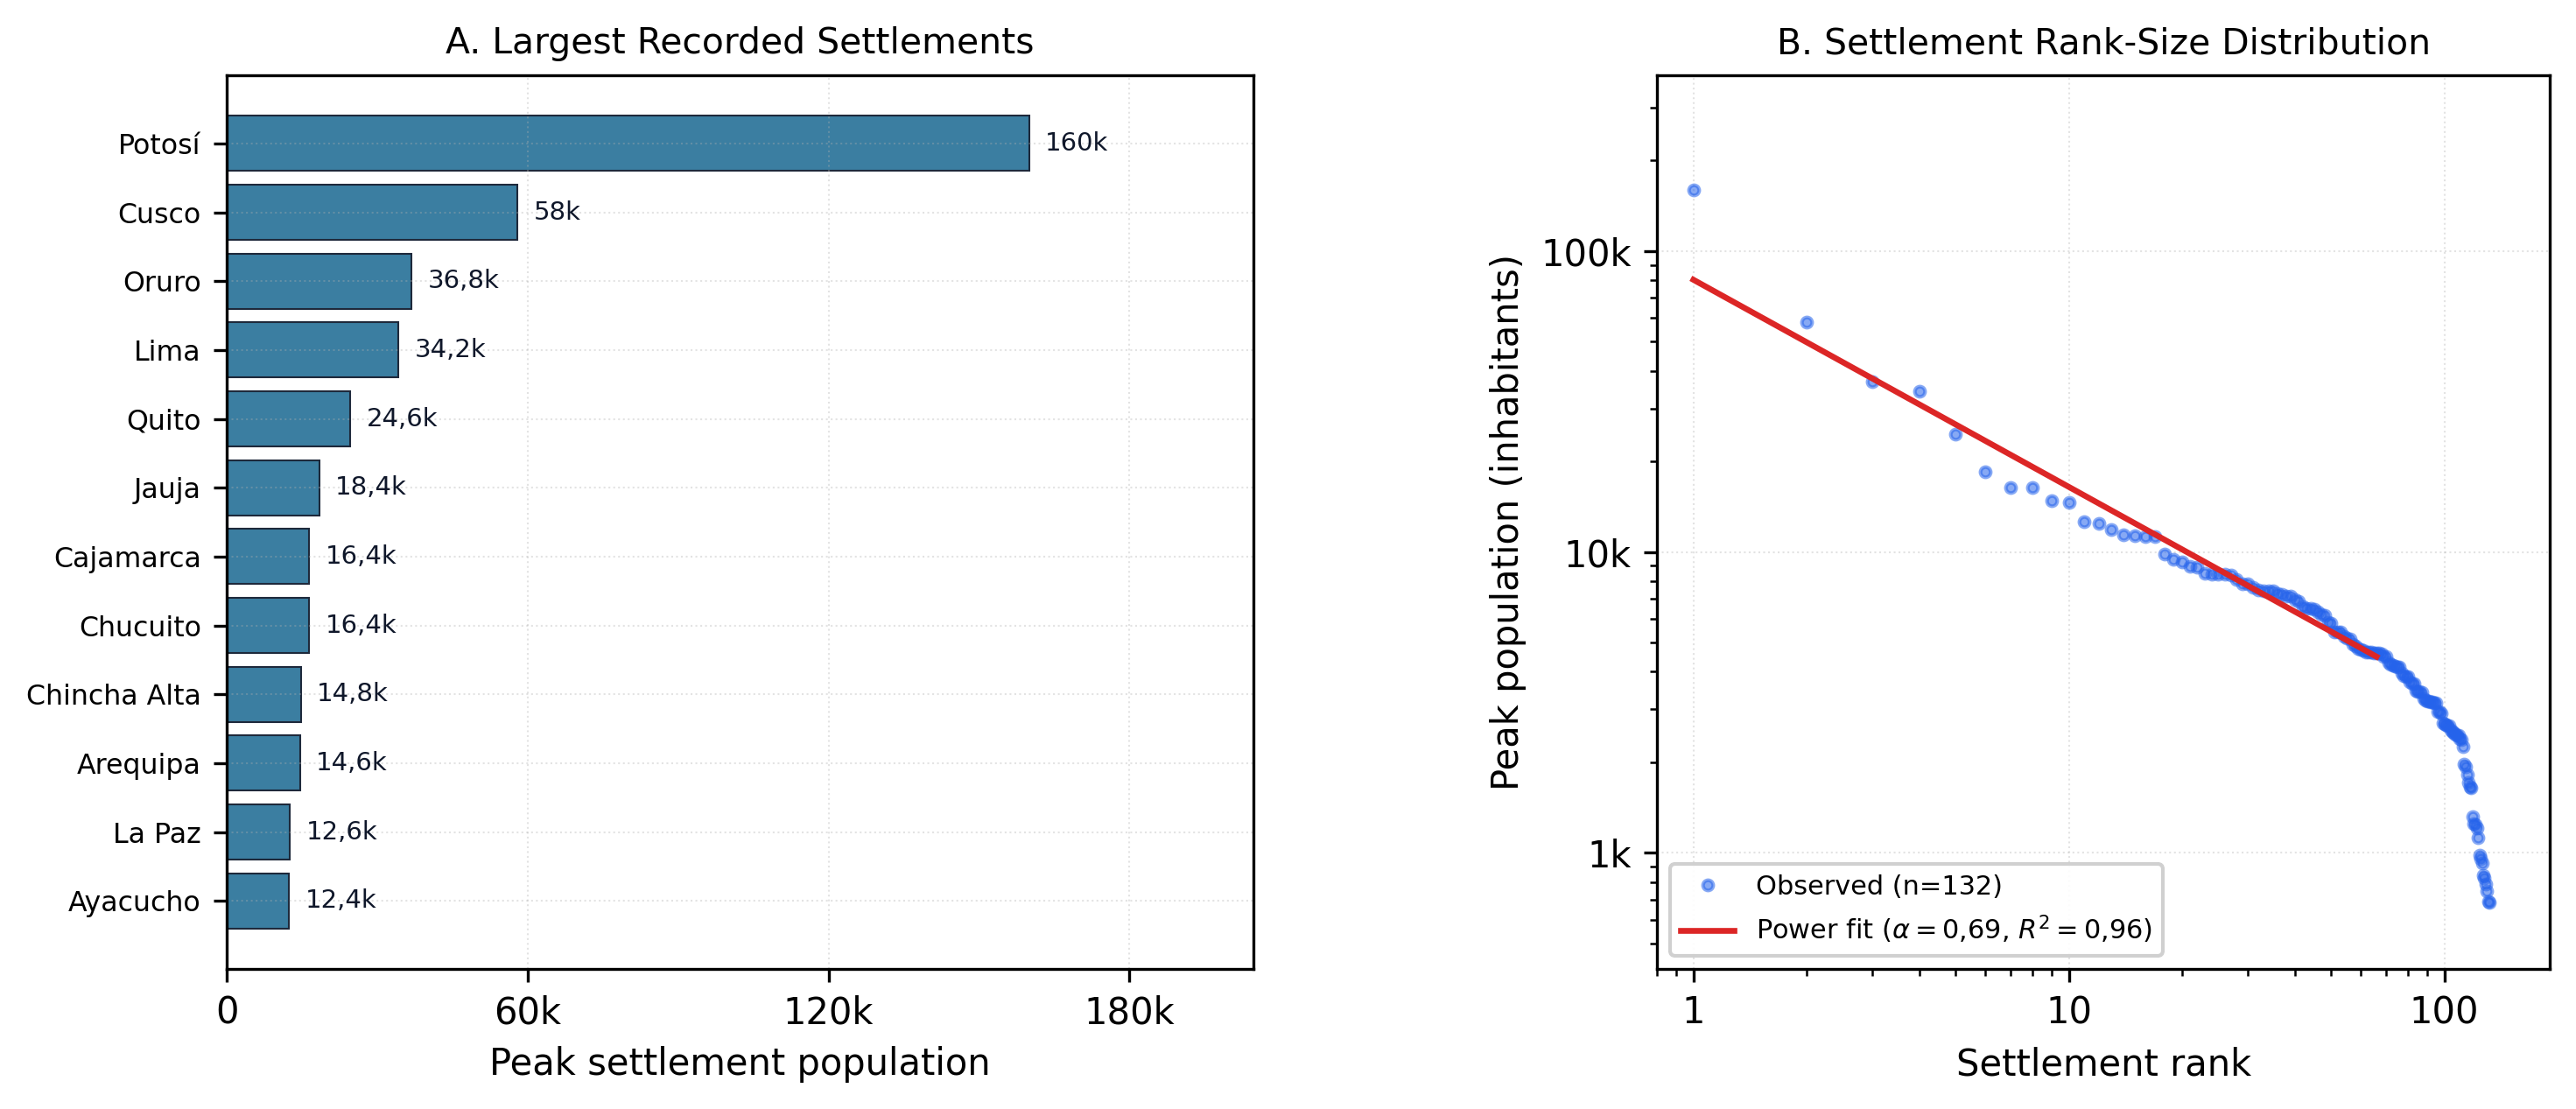 A. Largest Recorded Settlements
Potosí
160k
Cusco
58k
Oruro
36,8k
Lima
34,2k
Quito
24,6k
Jauja
18,4k
Cajamarca
16,4k
Chucuito
16,4k
Chincha Alta
14,8k
Arequipa
14,6k
La Paz
12,6k
Ayacucho
12,4k
0 60k 120k 180k
Peak settlement population
B. Settlement Rank-Size Distribution
Peak population (inhabitants)
100k
10k
1k
Observed (n=132)
Power fit (α = 0,69, R² = 0,96)
1 10 100
Settlement rank